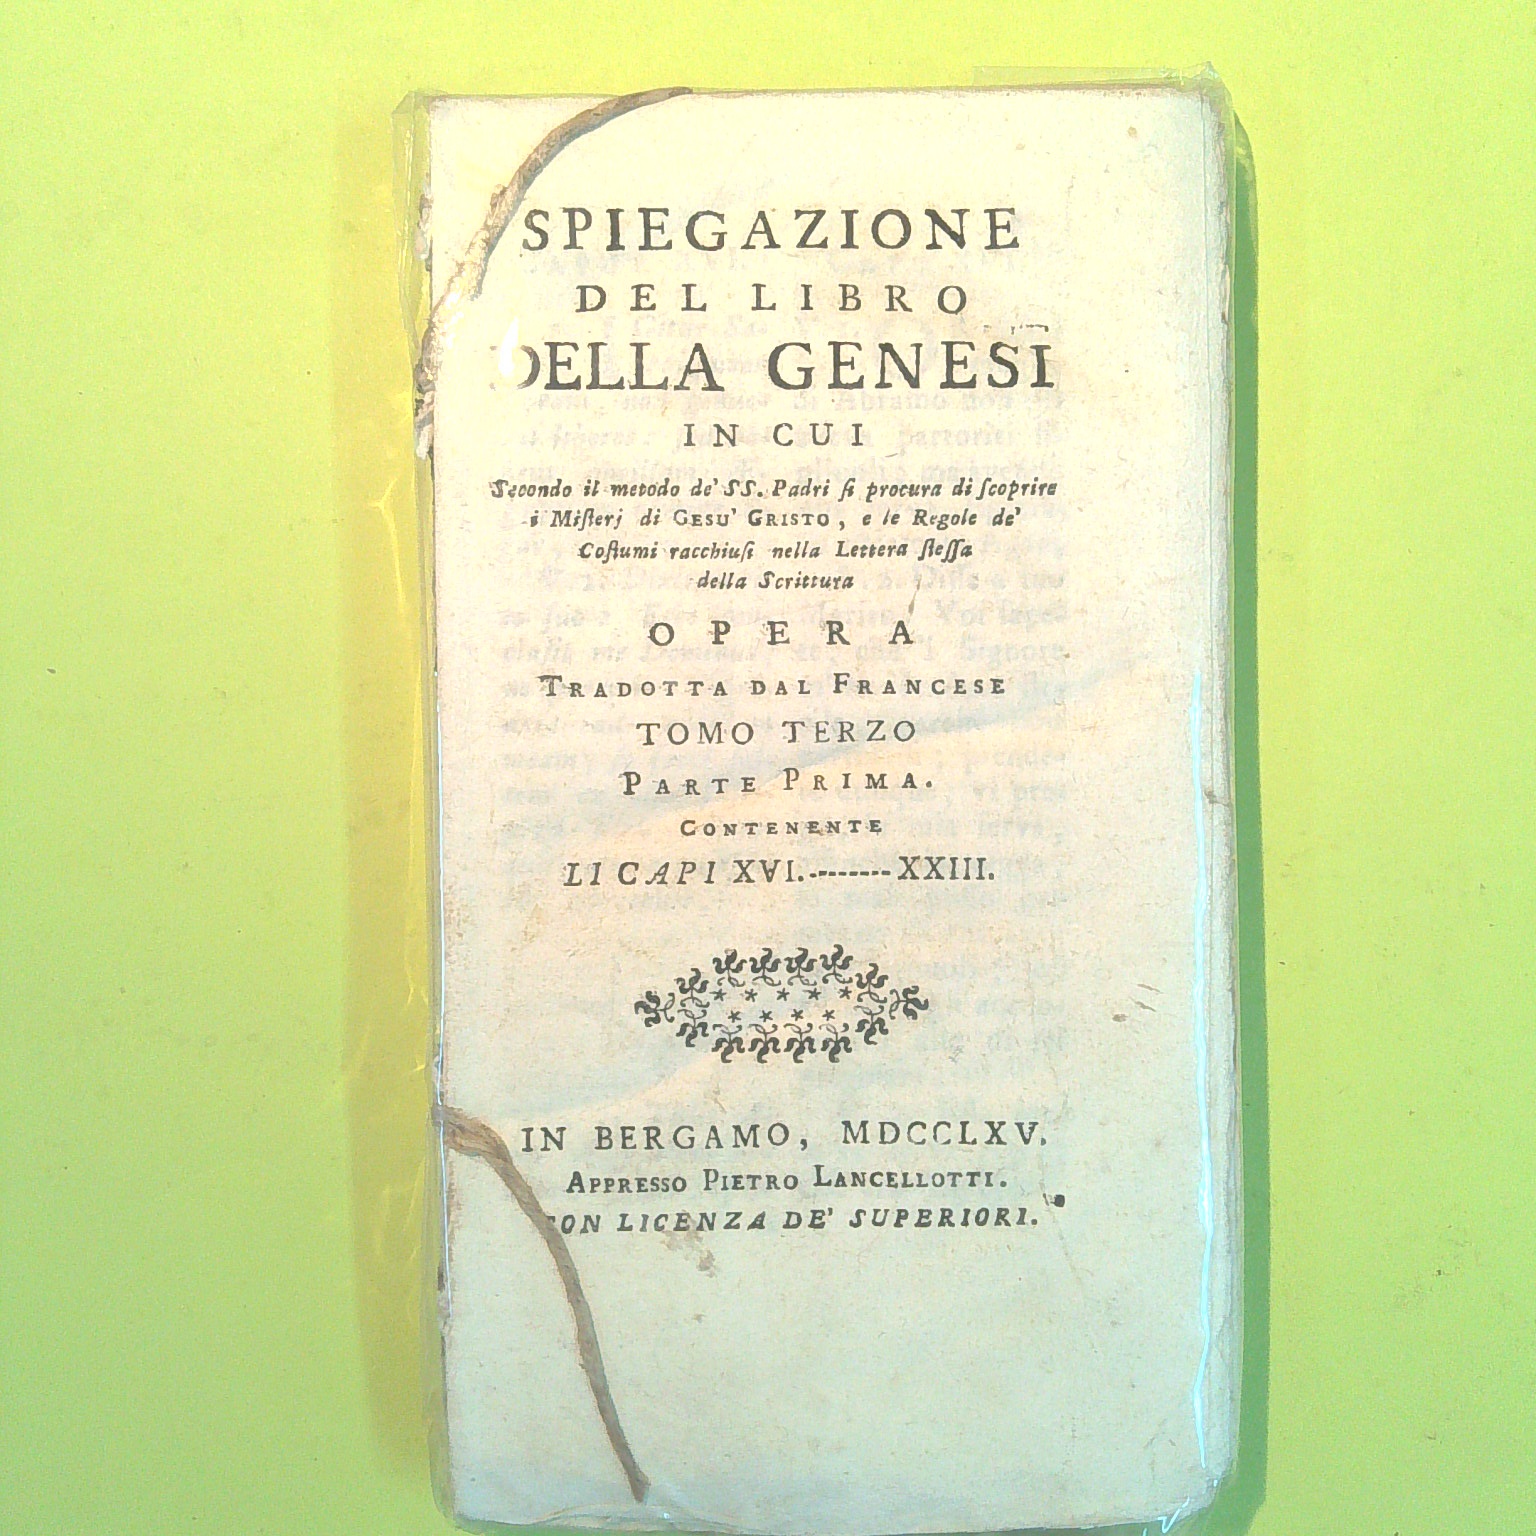 SPIEGAZIONE
DEL LIBRO
DELLA GENESI
IN CUI
Secondo il metodo de' SS. Padri ſi procura di ſcoprire
i Miſterj di GESU' GRISTO, e le Regole de'
Coſtumi racchiuſi nella Lettera ſteſſa
della Scrittura
OPERA
TRADOTTA DAL FRANCESE
TOMO TERZO
PARTE PRIMA.
CONTENENTE
LI CAPI XVI.-------XXIII.
IN BERGAMO, MDCCLXV.
APPRESSO PIETRO LANCELLOTTI.
CON LICENZA DE' SUPERIORI.